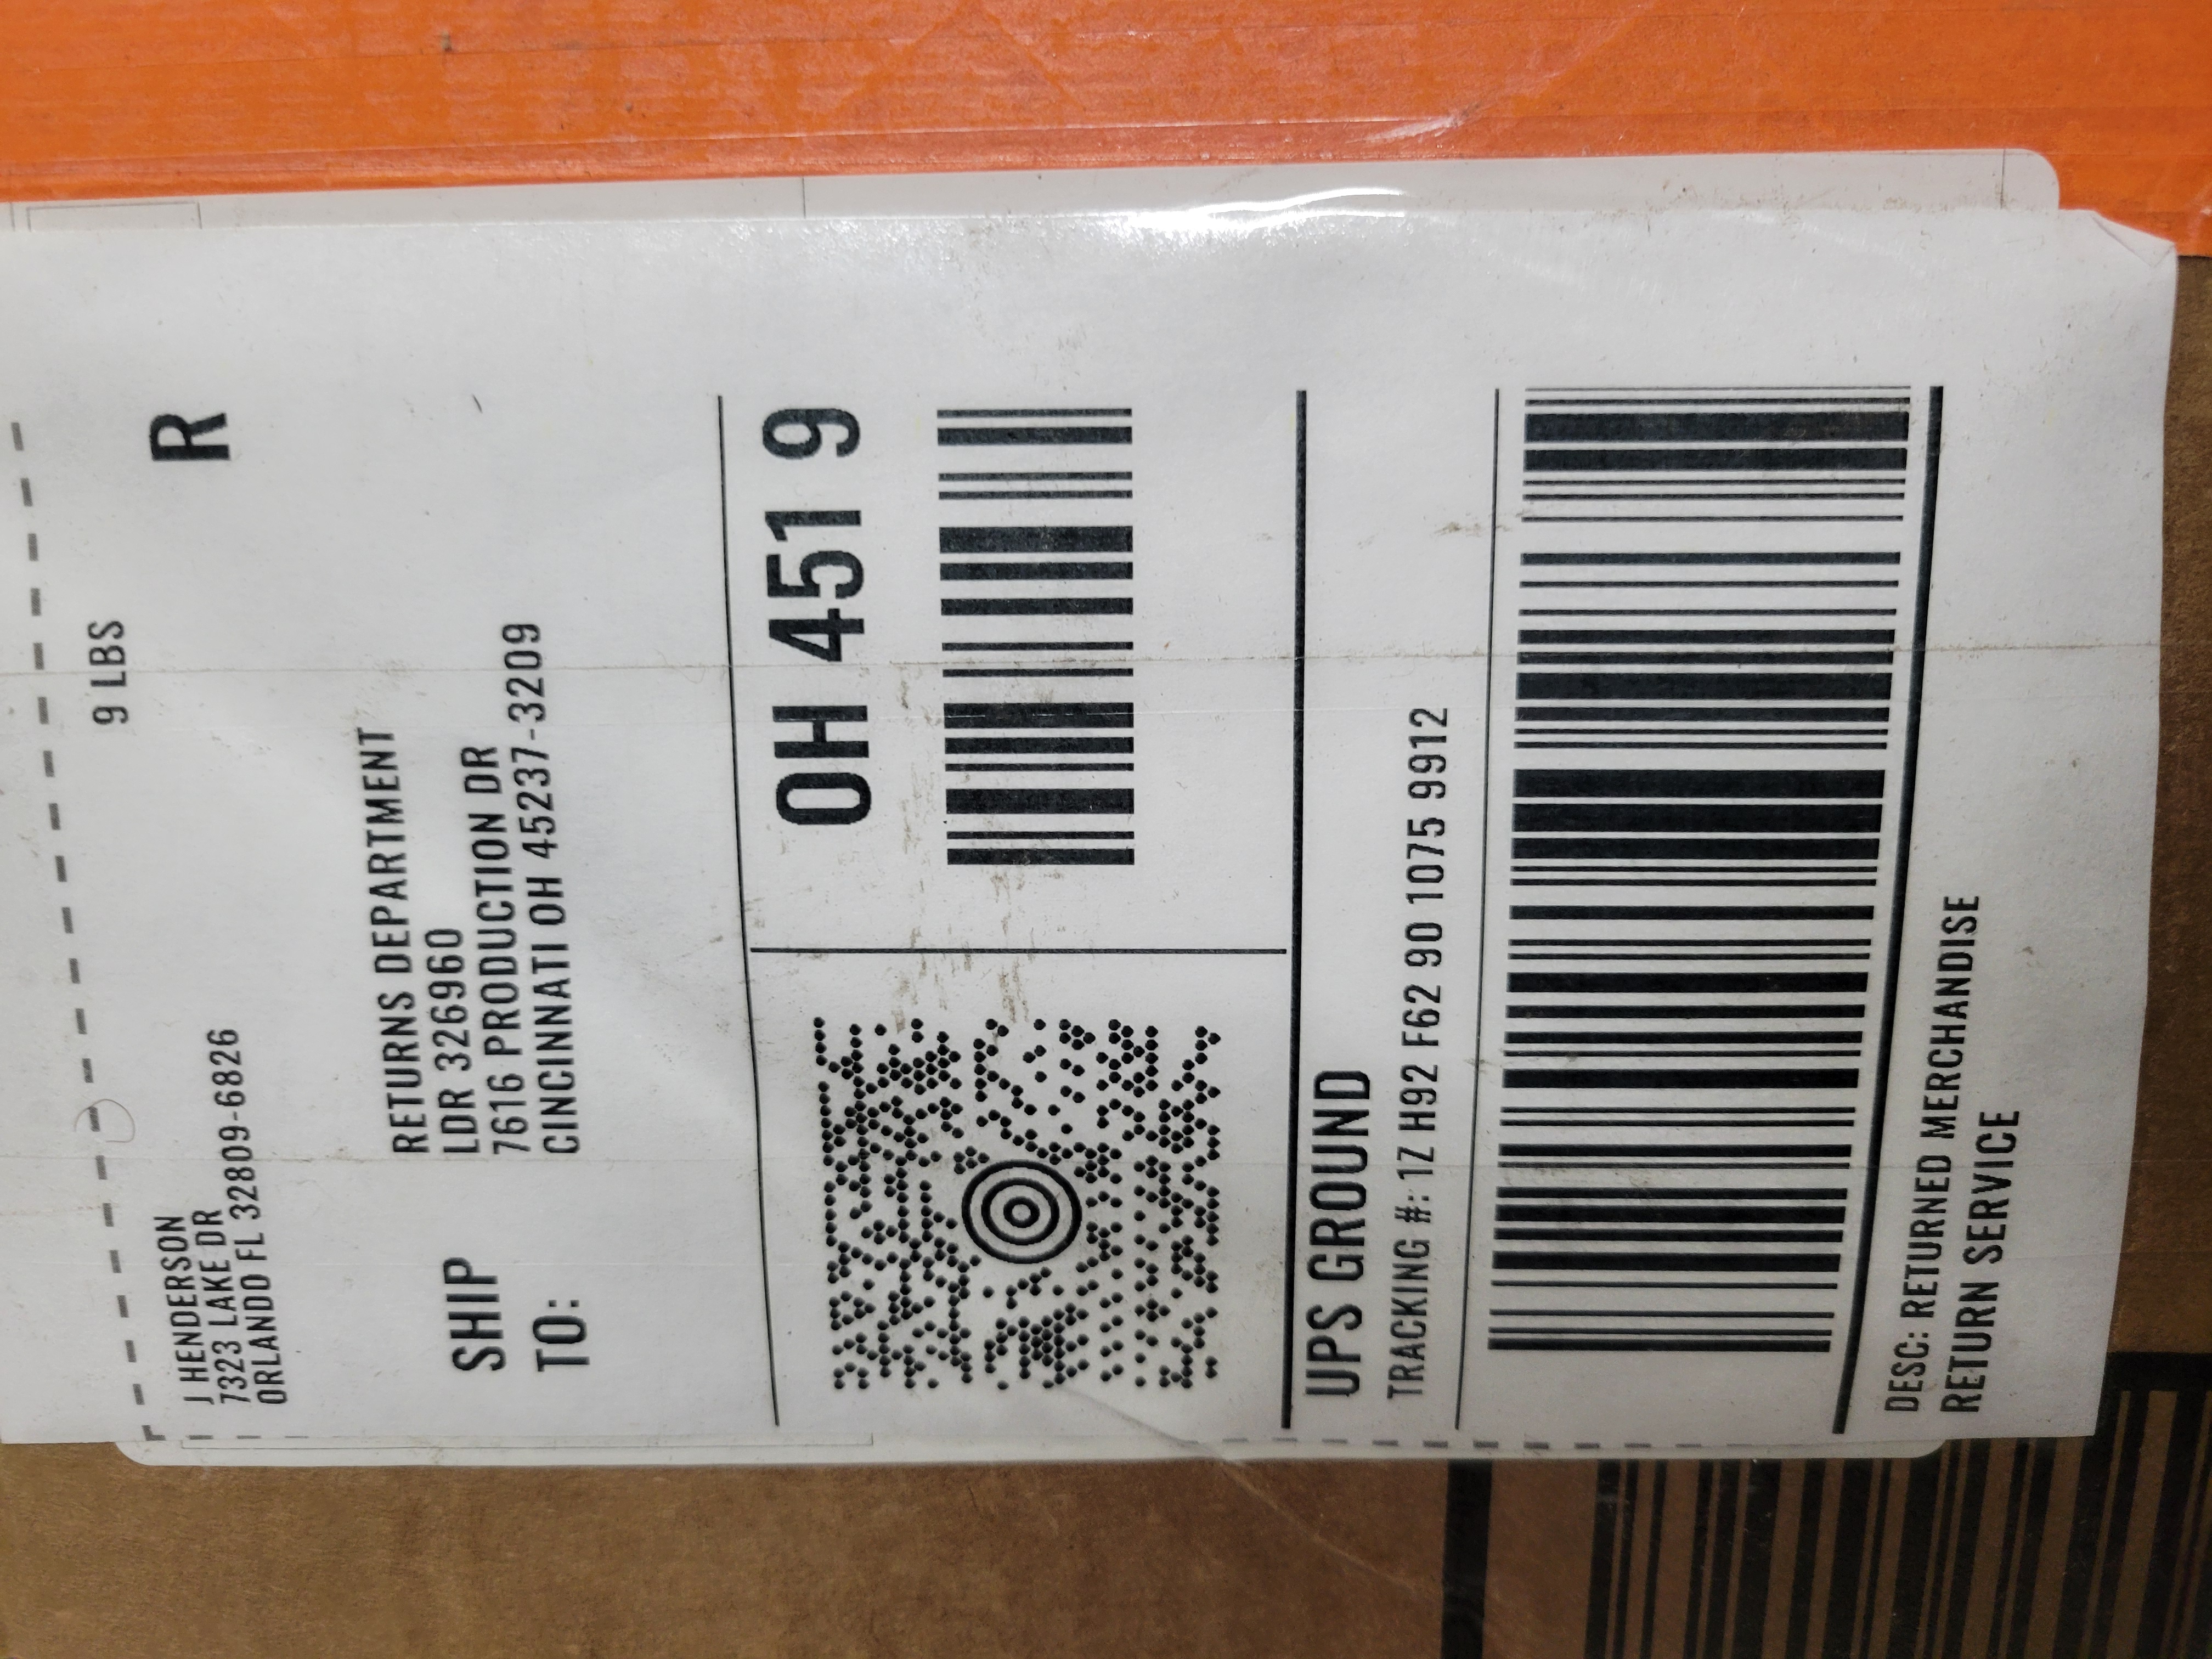 9 LBS
R
J HENDERSON
7323 LAKE DR
ORLANDO FL 32809-6826
SHIP
TO:
RETURNS DEPARTMENT
LDR 326960
7616 PRODUCTION DR
CINCINNATI OH 45237-3209
OH 451 9
UPS GROUND
TRACKING #: 1Z H92 F62 90 1075 9912
DESC: RETURNED MERCHANDISE
RETURN SERVICE